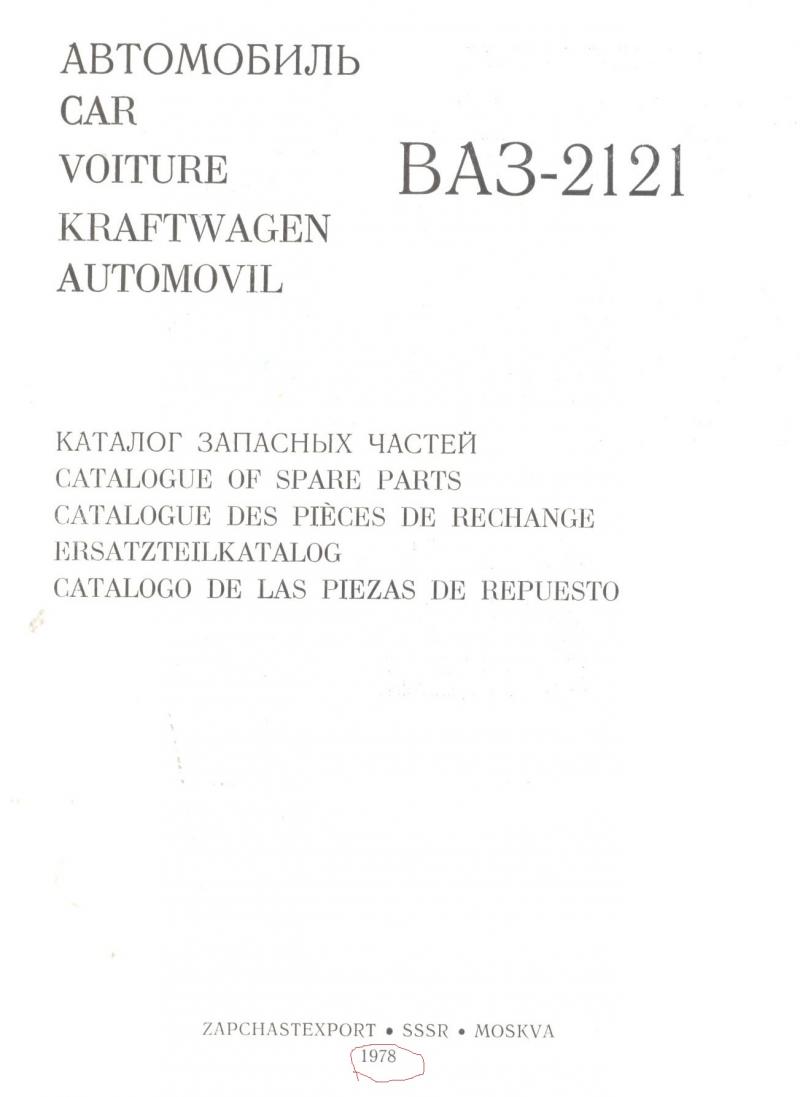 АВТОМОБИЛЬ
CAR
VOITURE
ВАЗ-2121
KRAFTWAGEN
AUTOMOVIL
КАТАЛОГ ЗАПАСНЫХ ЧАСТЕЙ
CATALOGUE OF SPARE PARTS
CATALOGUE DES PIÈCES DE RECHANGE
ERSATZTEILKATALOG
CATALOGO DE LAS PIEZAS DE REPUESTO
ZAPCHASTEXPORT • SSSR • MOSKVA
1978